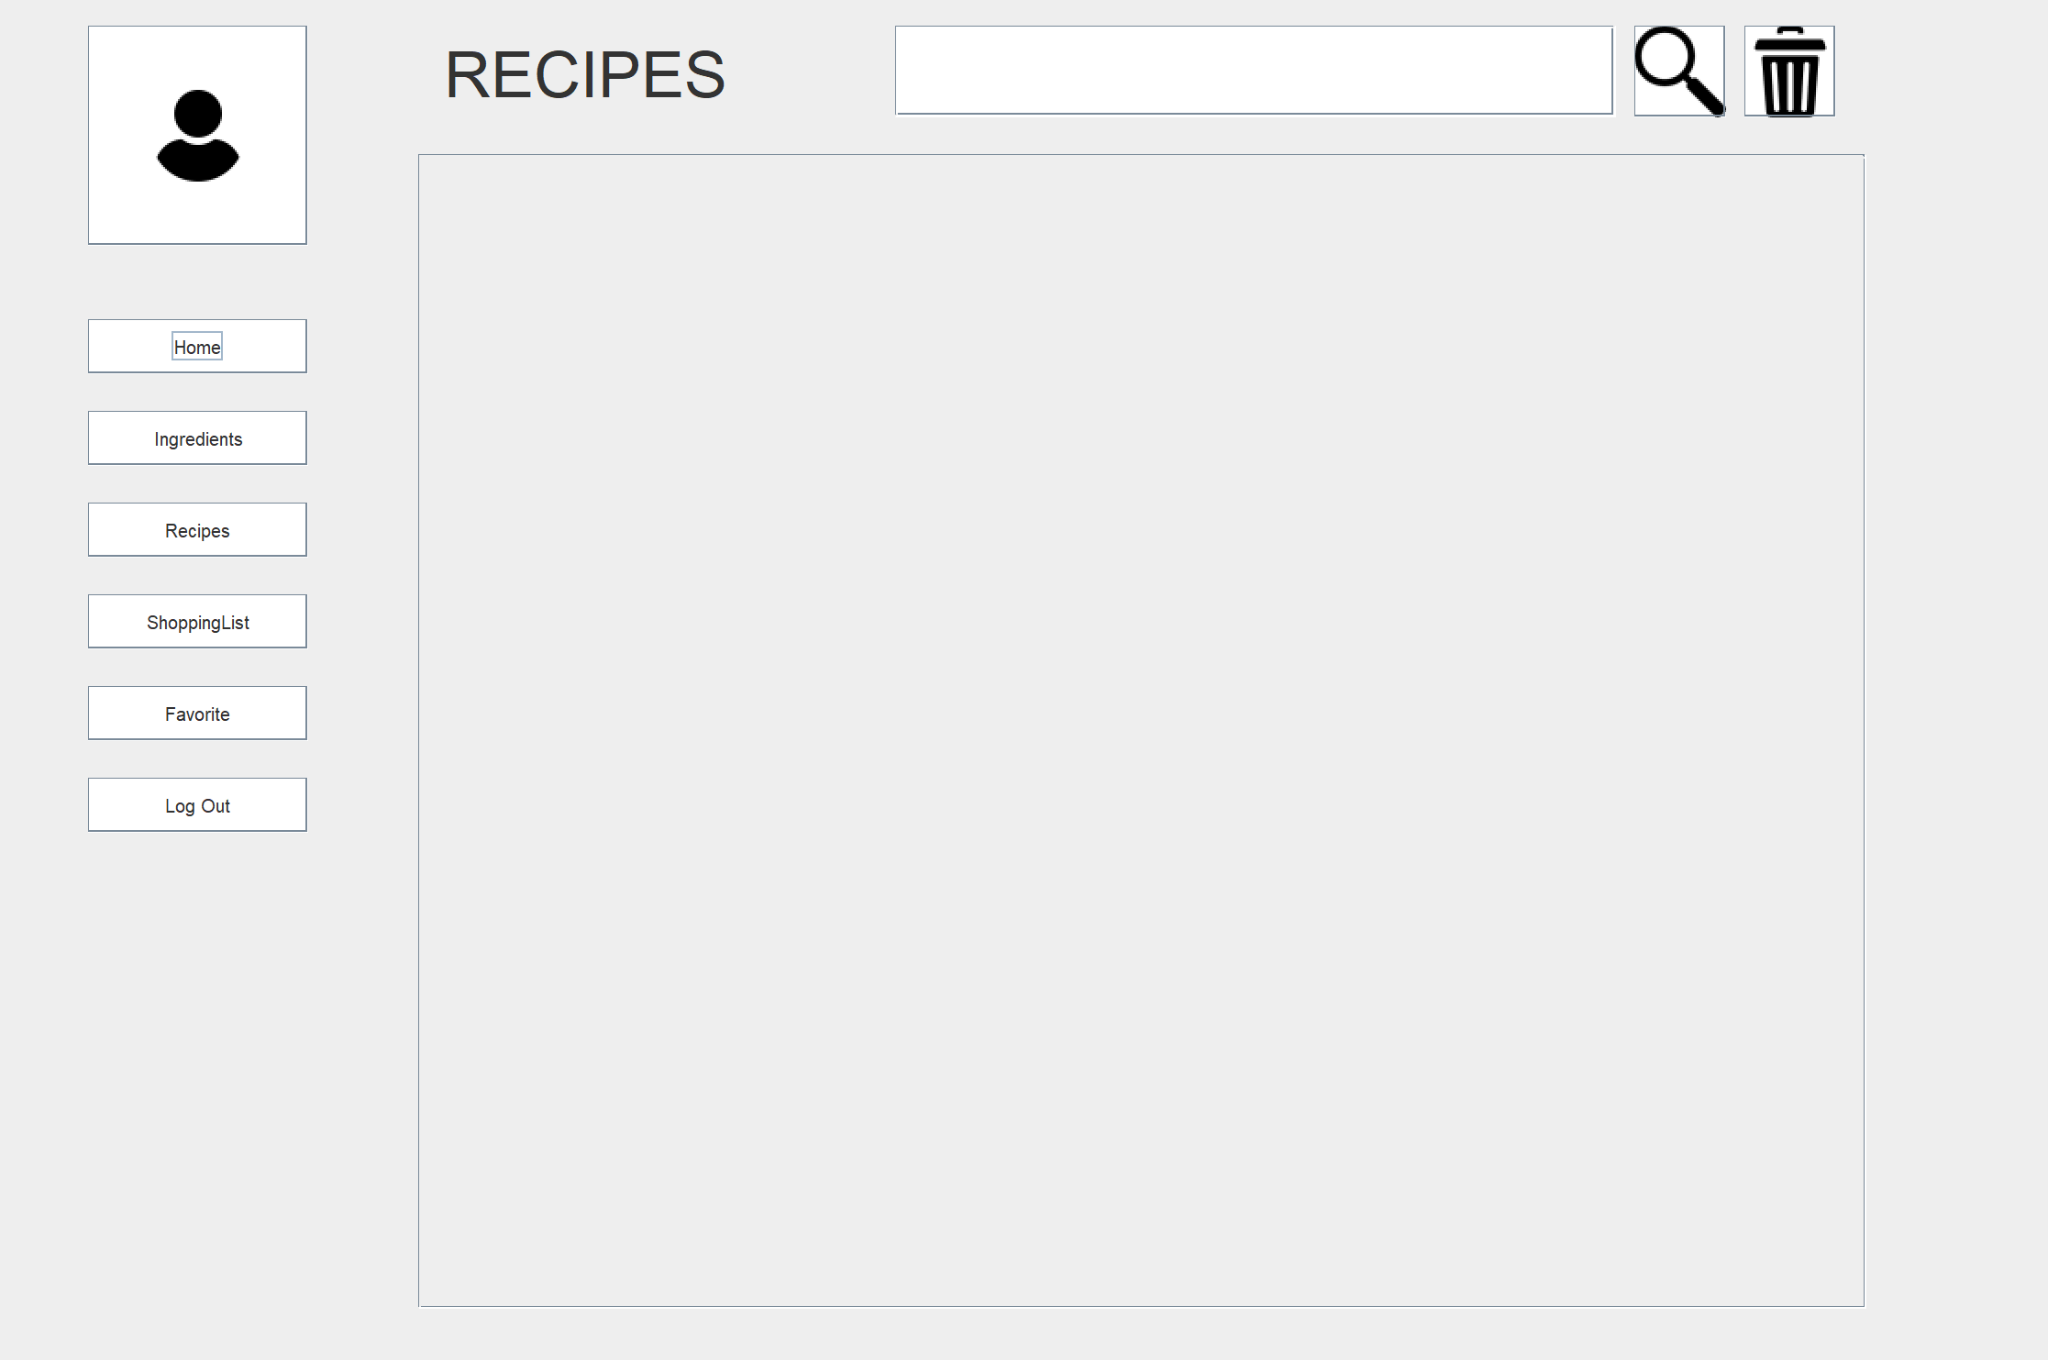 RECIPES
Home
Ingredients
Recipes
ShoppingList
Favorite
Log Out